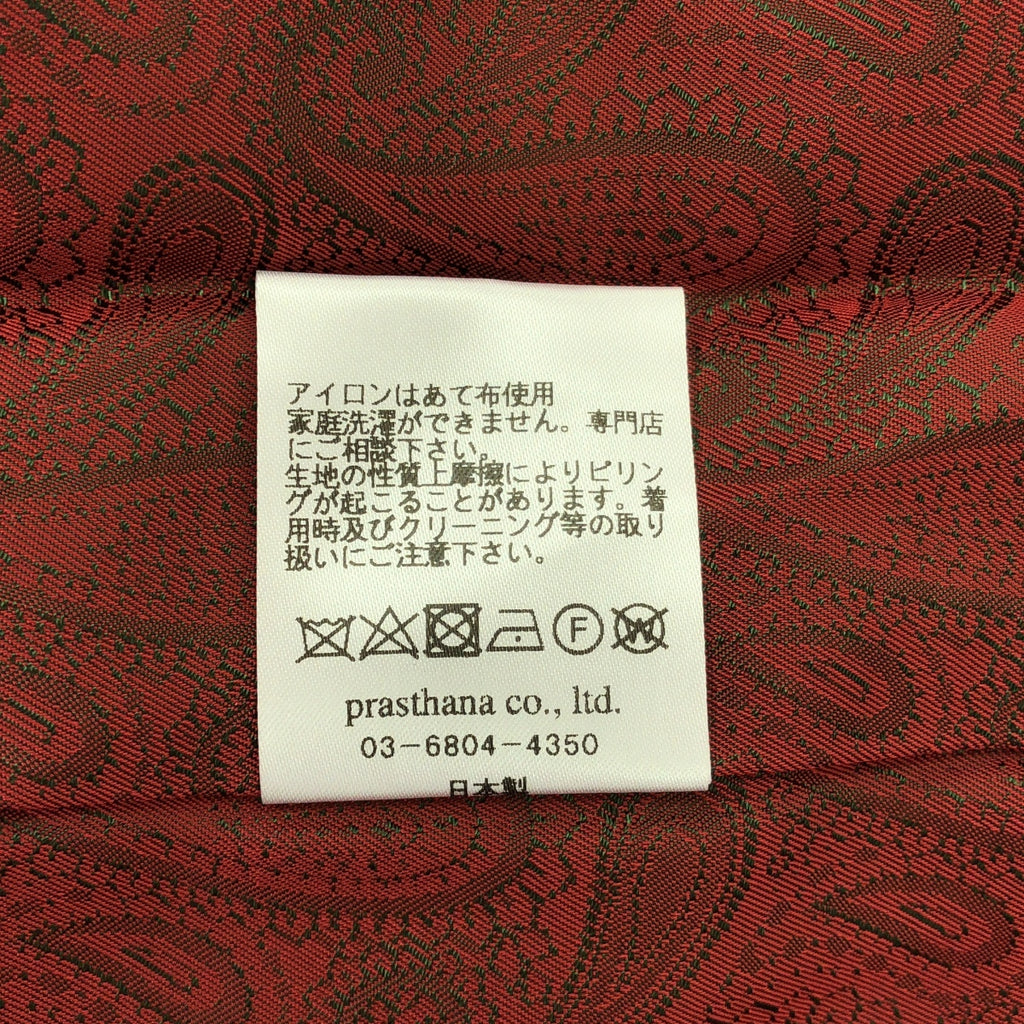 アイロンはあて布使用
家庭洗濯ができません。専門店
にご相談下さい。
生地の性質上摩擦によりピリン
グが起こることがあります。着
用時及びクリーニング等の取り
扱いにご注意下さい。
F W
prasthana co., ltd.
03-6804-4350
日本製